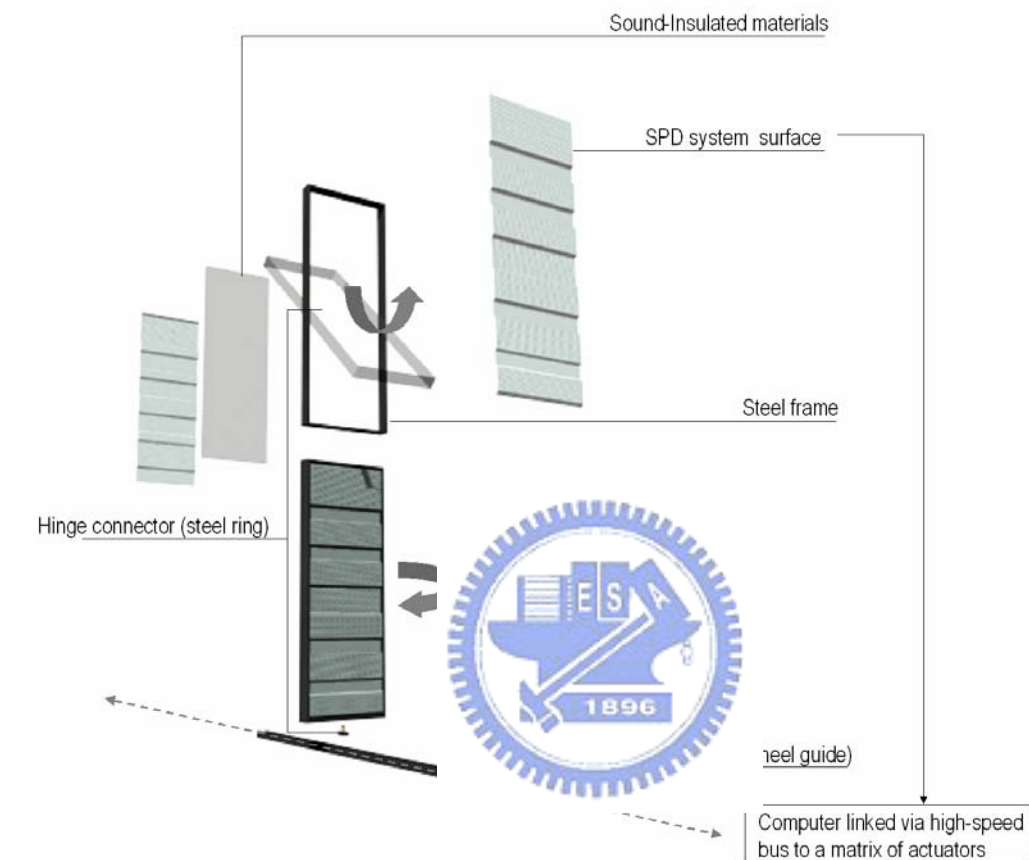 Sound-Insulated materials
SPD system surface
Steel frame
Hinge connector (steel ring)
E S A
1896
guide)
Computer linked via high-speed
bus to a matrix of actuators